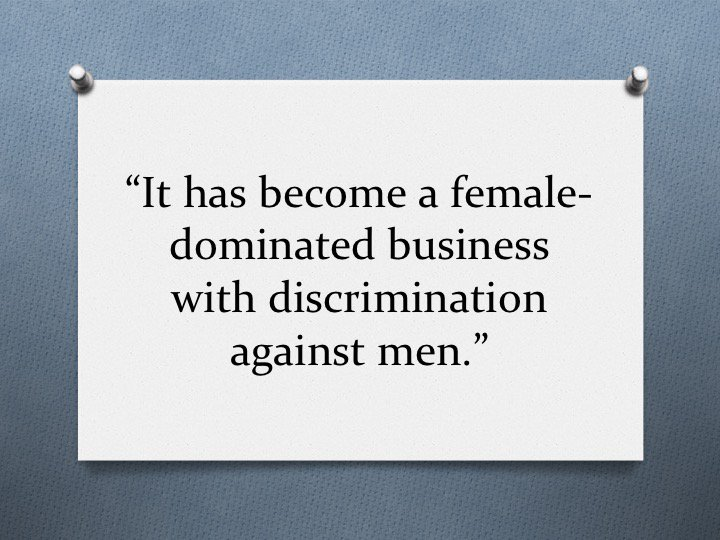 “It has become a female-
dominated business
with discrimination
against men.”